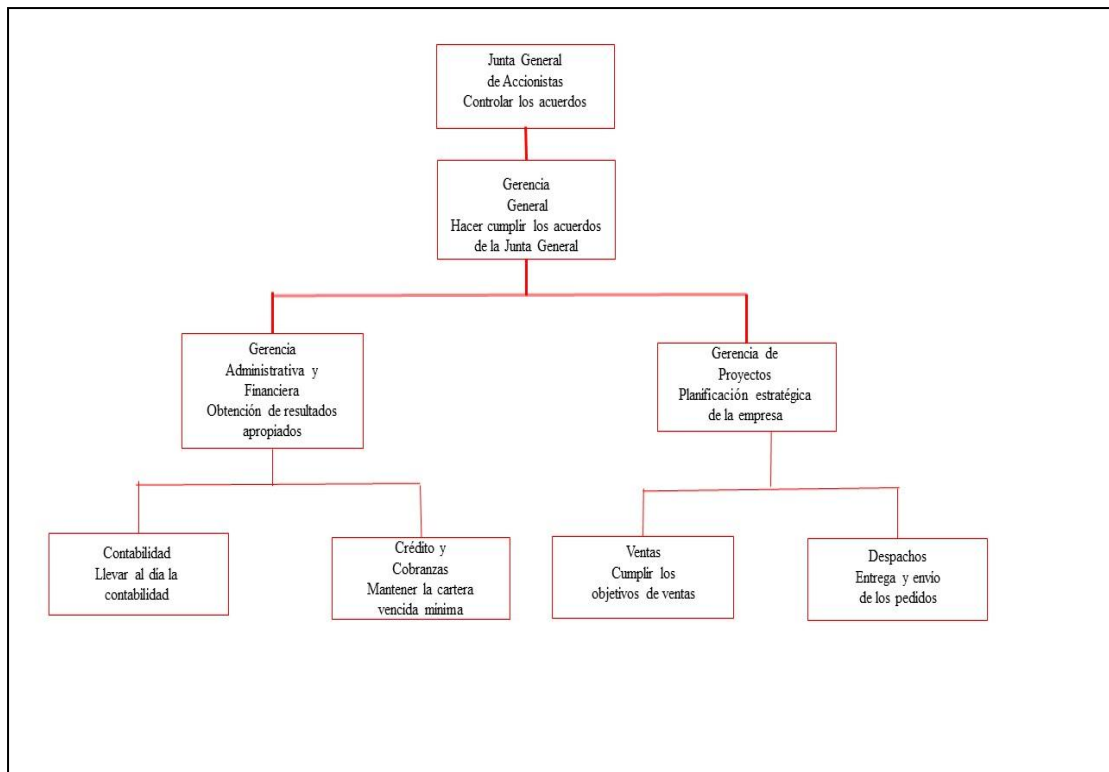 Junta General
de Accionistas
Controlar los acuerdos
Gerencia
General
Hacer cumplir los acuerdos
de la Junta General
Gerencia
Administrativa y
Financiera
Obtención de resultados
apropiados
Gerencia de
Proyectos
Planificación estratégica
de la empresa
Contabilidad
Llevar al día la
contabilidad
Crédito y
Cobranzas
Mantener la cartera
vencida mínima
Ventas
Cumplir los
objetivos de ventas
Despachos
Entrega y envio
de los pedidos